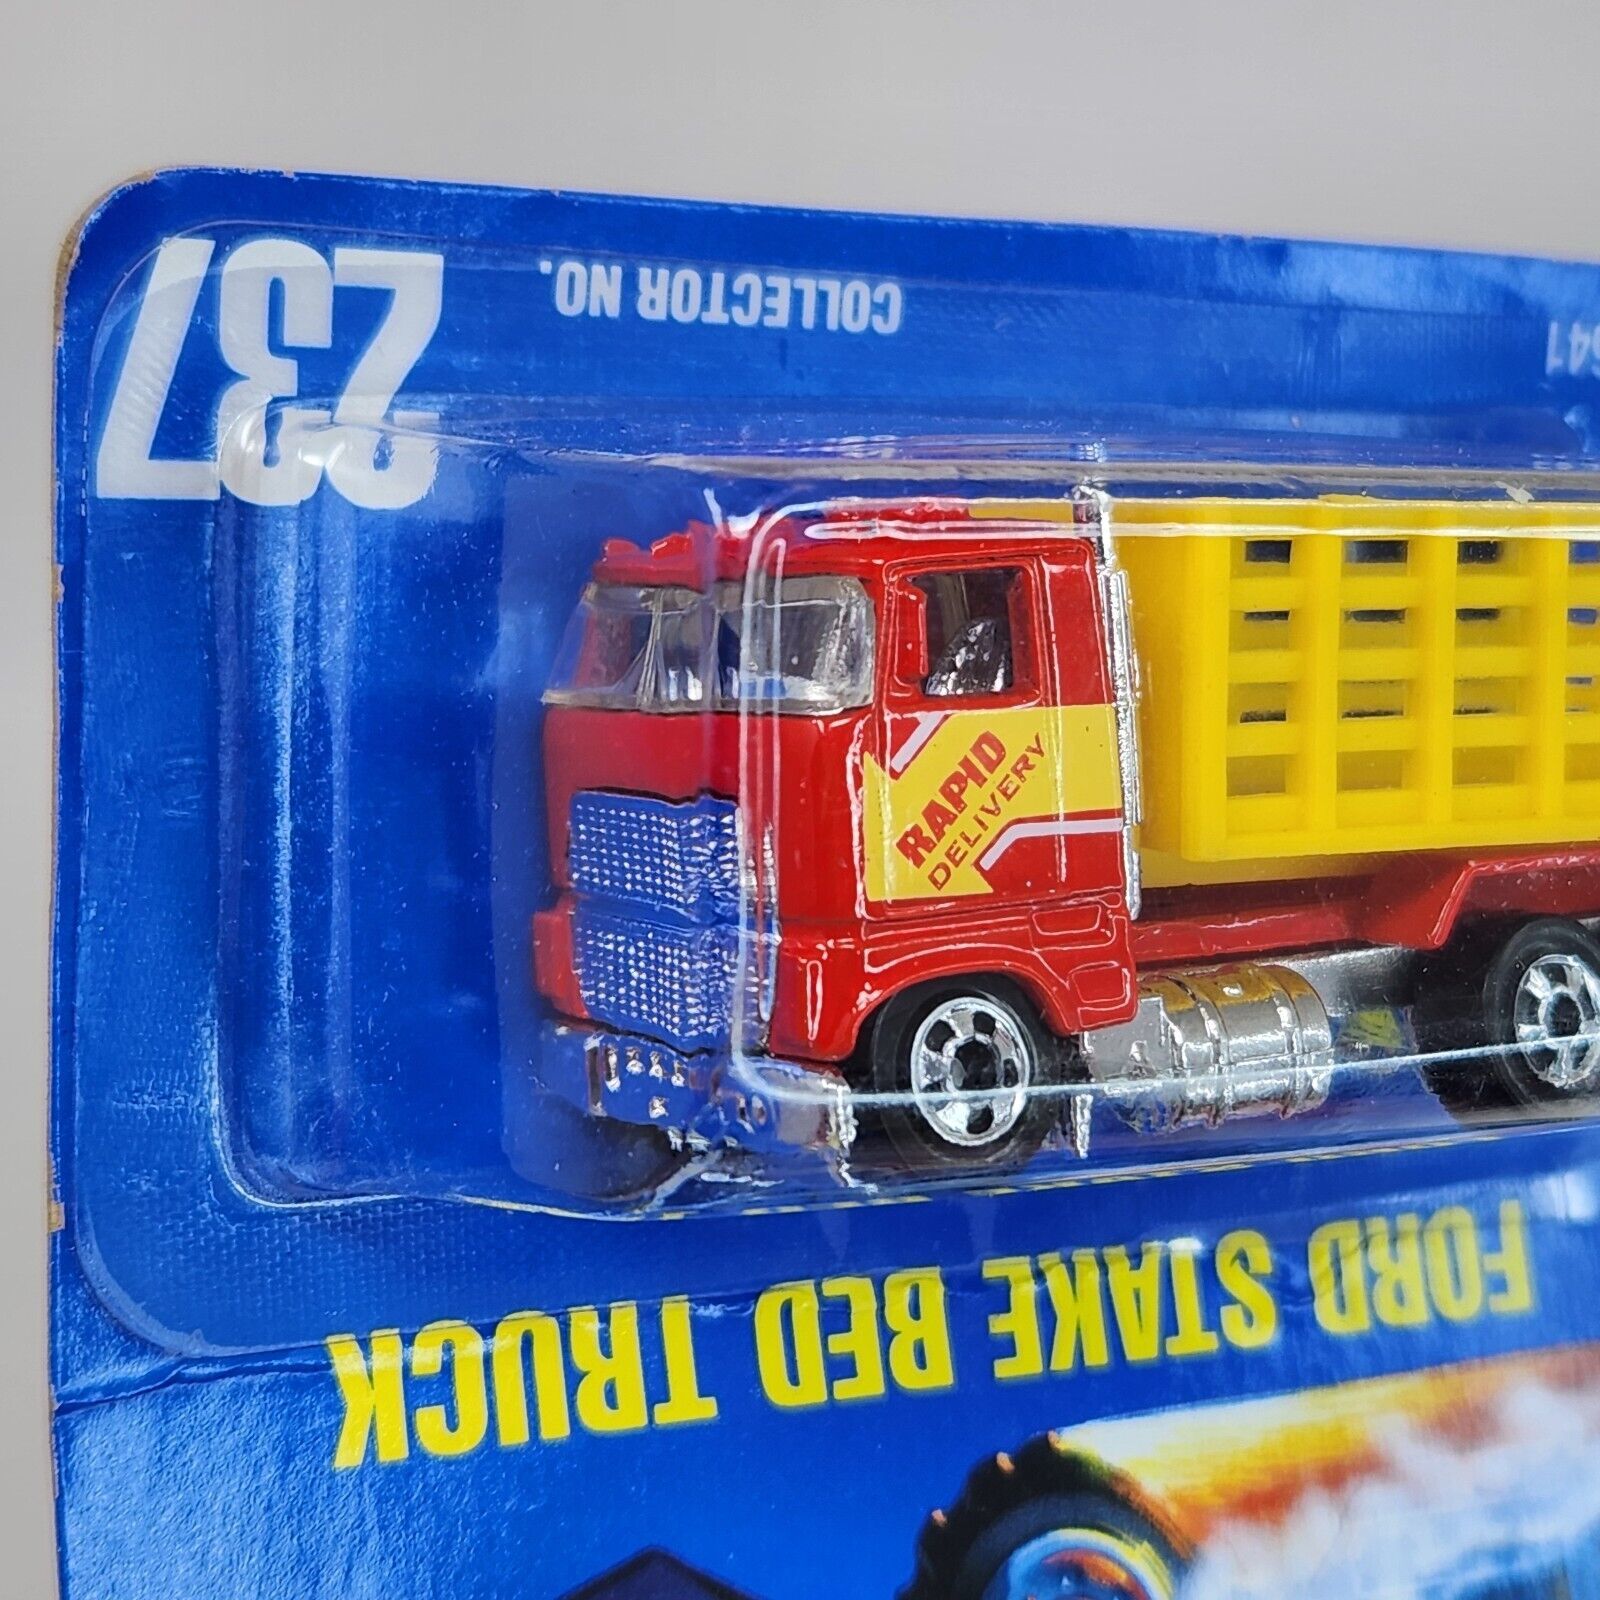 FORD STAKE BED TRUCK
COLLECTOR NO.
237
RAPID
DELIVERY